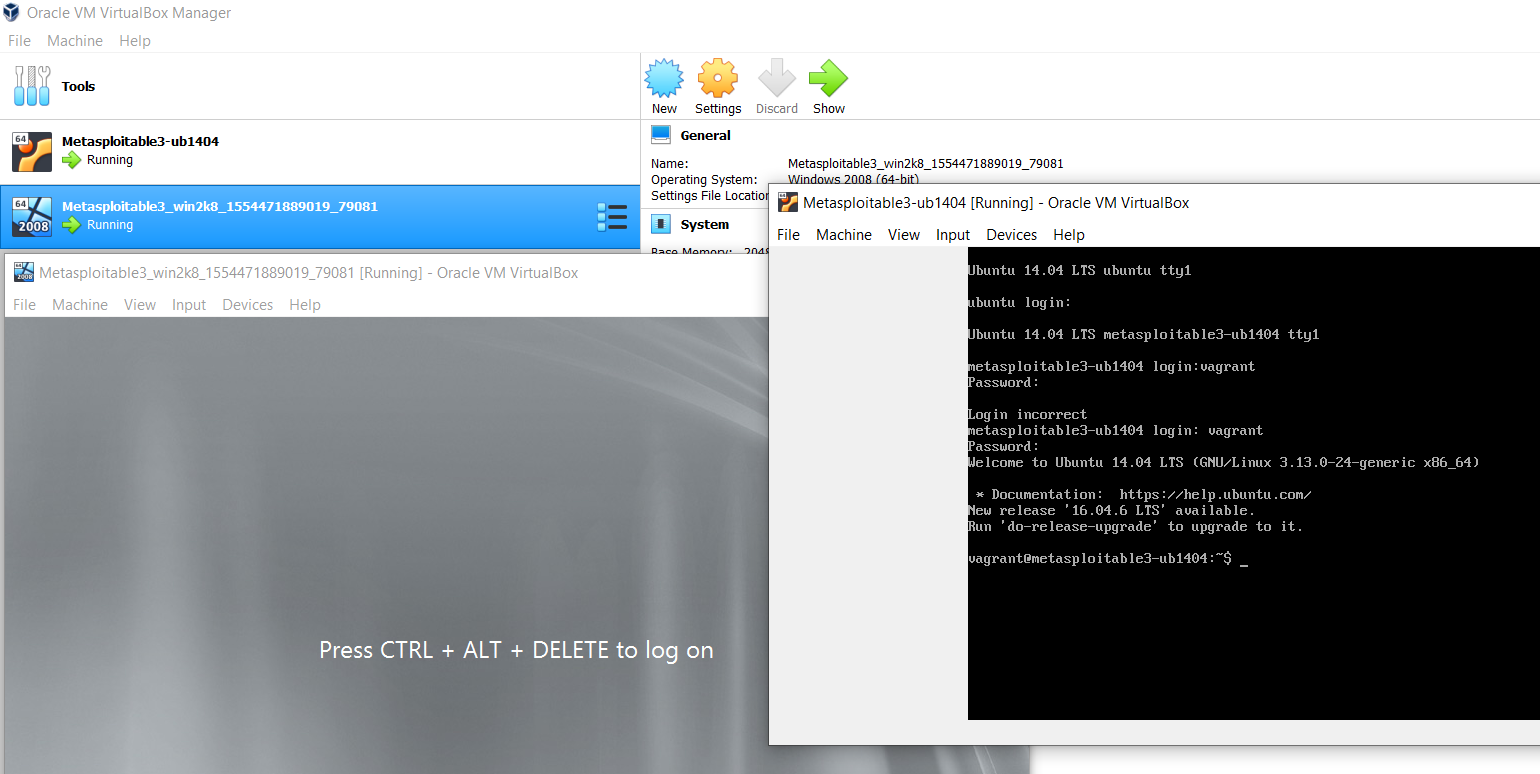 Oracle VM VirtualBox Manager
File Machine Help
Tools
New Settings Discard Show
64
Metasploitable3-ub1404
Running
64
2008
Metasploitable3_win2k8_1554471889019_79081
Running
General
Name: Metasploitable3_win2k8_1554471889019_79081
Operating System: Windows 2008 (64-bit)
Settings File Location
System
Base Memory: 2048
Metasploitable3_win2k8_1554471889019_79081 [Running] - Oracle VM VirtualBox
File Machine View Input Devices Help
Press CTRL + ALT + DELETE to log on
Metasploitable3-ub1404 [Running] - Oracle VM VirtualBox
File Machine View Input Devices Help
Ubuntu 14.04 LTS ubuntu tty1
ubuntu login:
Ubuntu 14.04 LTS metasploitable3-ub1404 tty1
metasploitable3-ub1404 login:vagrant
Password:
Login incorrect
metasploitable3-ub1404 login: vagrant
Password:
Welcome to Ubuntu 14.04 LTS (GNU/Linux 3.13.0-24-generic x86_64)
* Documentation: https://help.ubuntu.com/
New release '16.04.6 LTS' available.
Run 'do-release-upgrade' to upgrade to it.
vagrant@metasploitable3-ub1404:~$ _